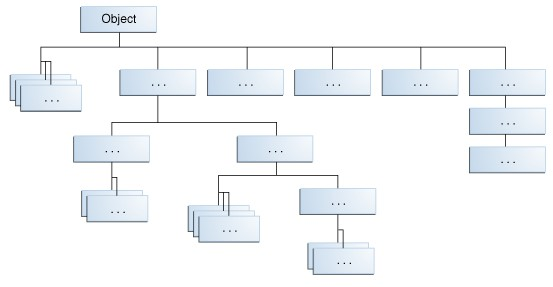 Object
. . .
. . .
. . .
. . .
. . .
. . .
. . .
. . .
. . .
. . .
. . .
. . .
. . .
. . .